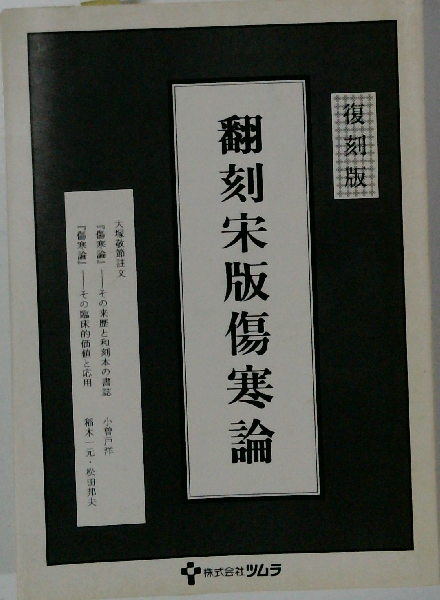 復刻版
翻刻宋版傷寒論
大塚敬節註文
『傷寒論』——その来歴と和刻本の書誌 小曽戸洋
『傷寒論』——その臨床的価値と応用 稲木一元・松田邦夫
株式会社ツムラ